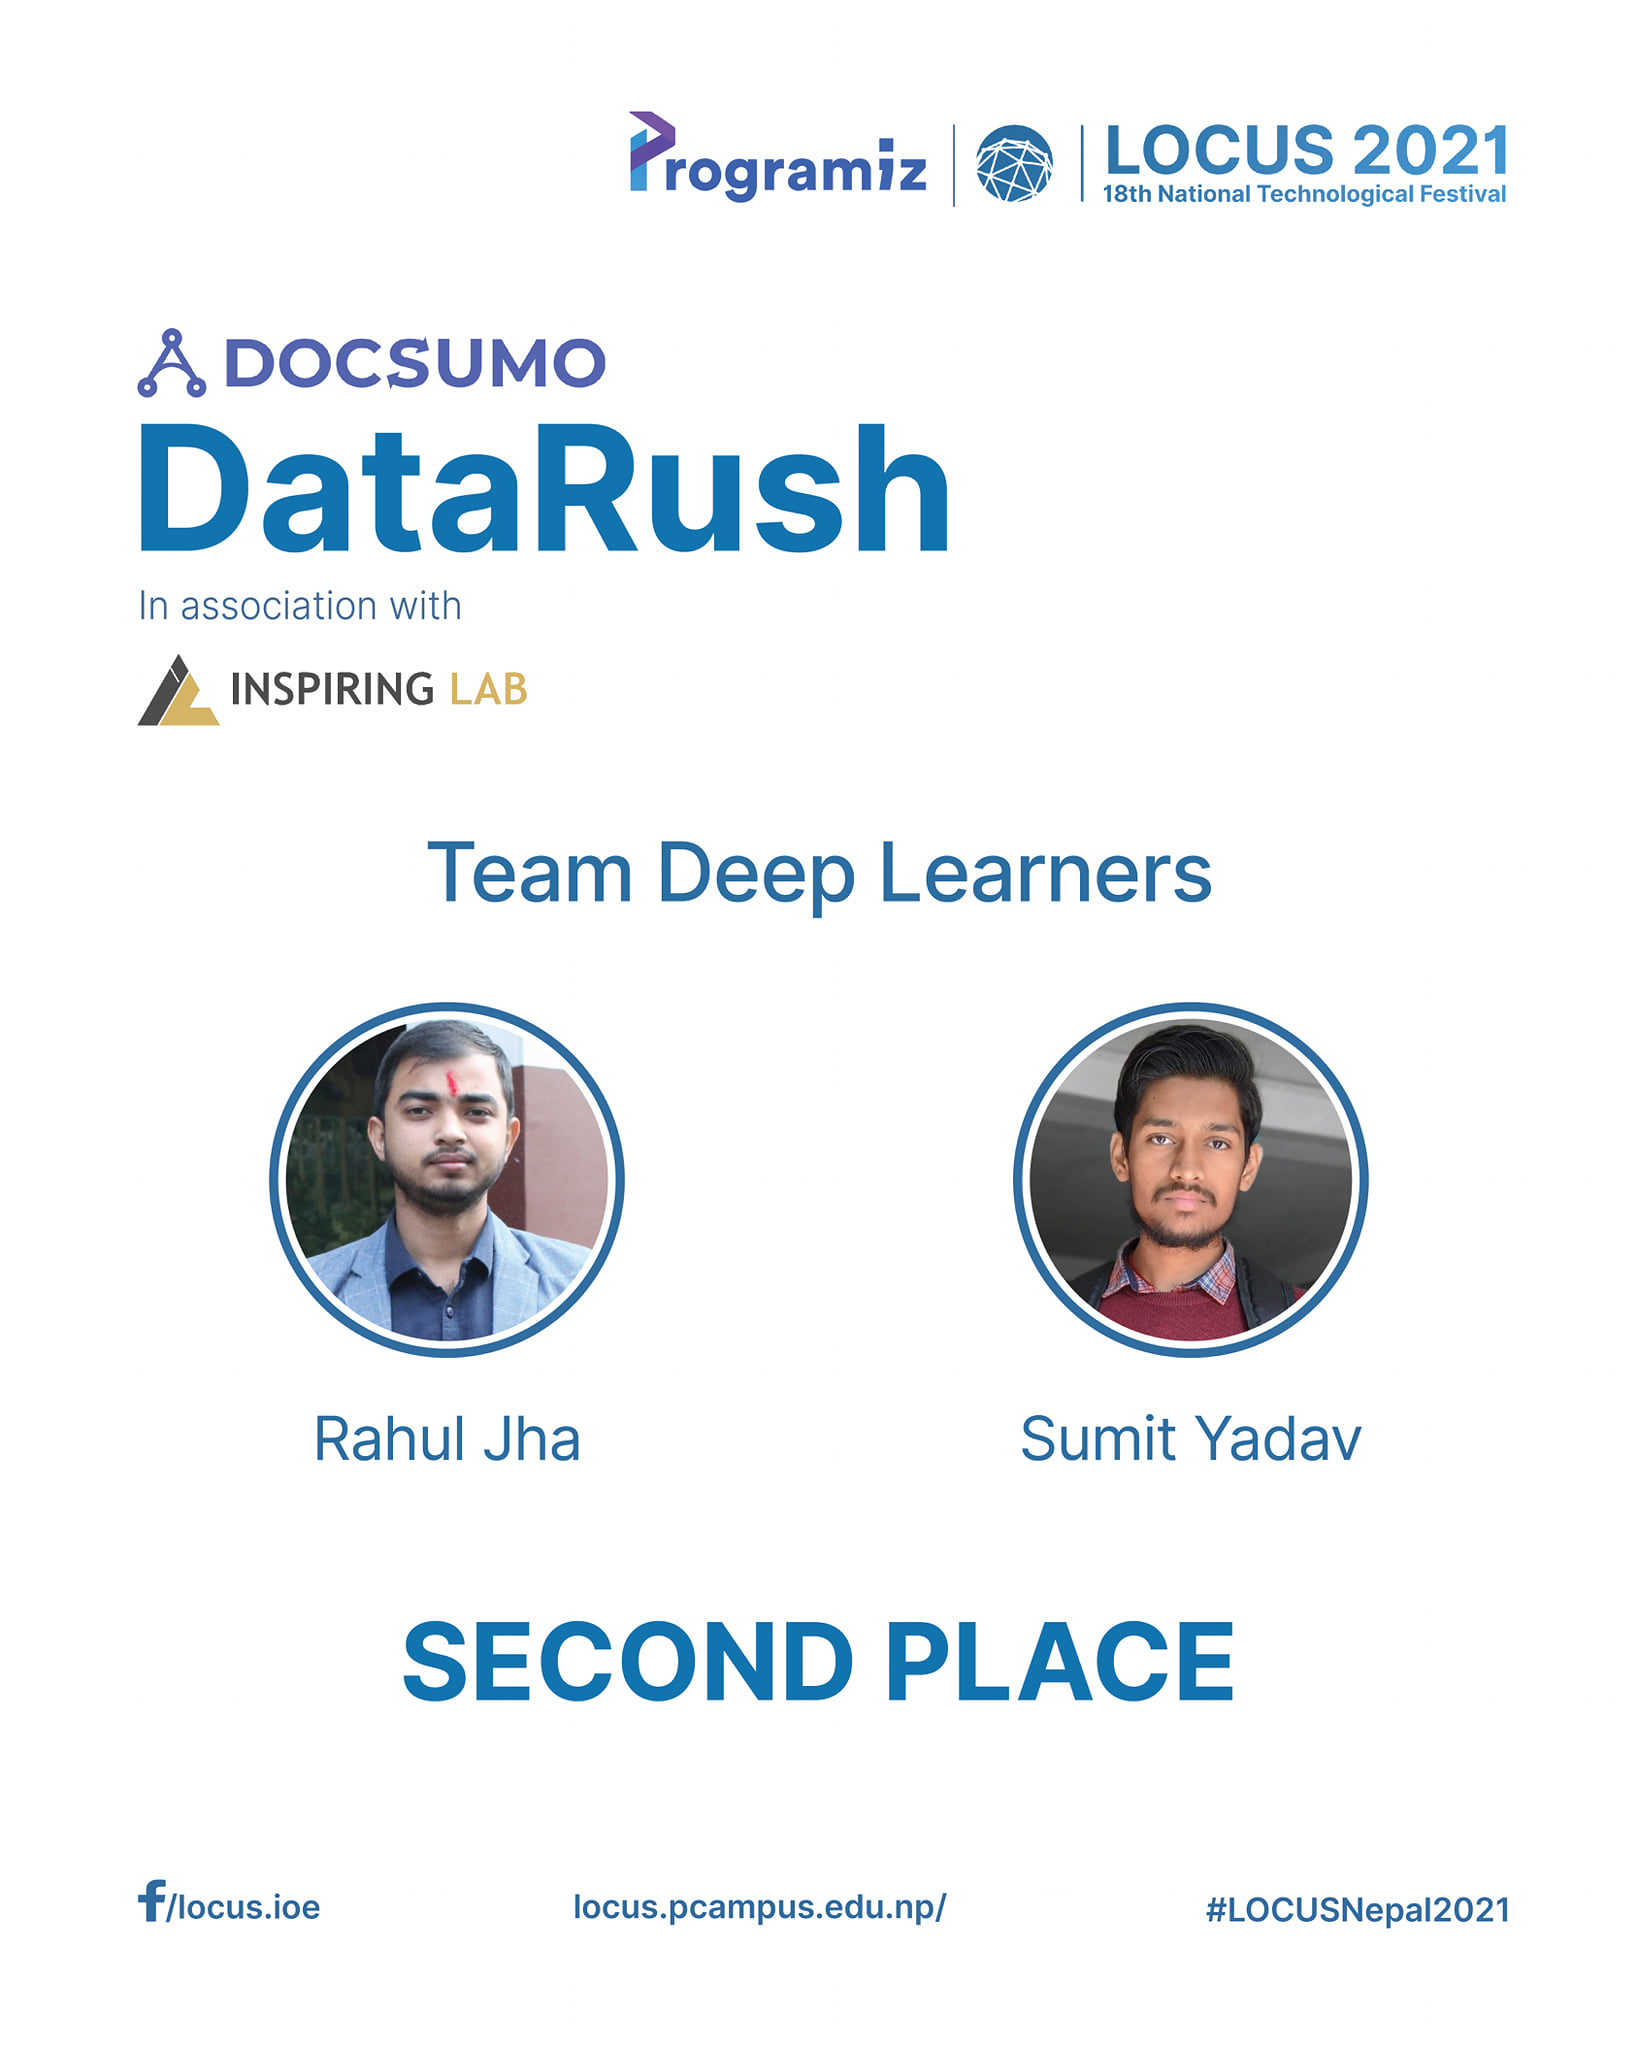 Programiz
LOCUS 2021
18th National Technological Festival
DOCSUMO
DataRush
In association with
INSPIRING LAB
Team Deep Learners
Rahul Jha
Sumit Yadav
SECOND PLACE
f/locus.ioe
locus.pcampus.edu.np/
#LOCUSNepal2021